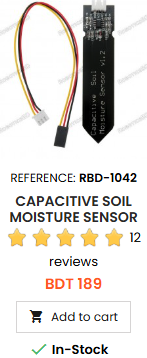 Capacitive Soil
Moisture Sensor v1.2
REFERENCE: RBD-1042
CAPACITIVE SOIL
MOISTURE SENSOR
12
reviews
BDT 189
Add to cart
In-Stock